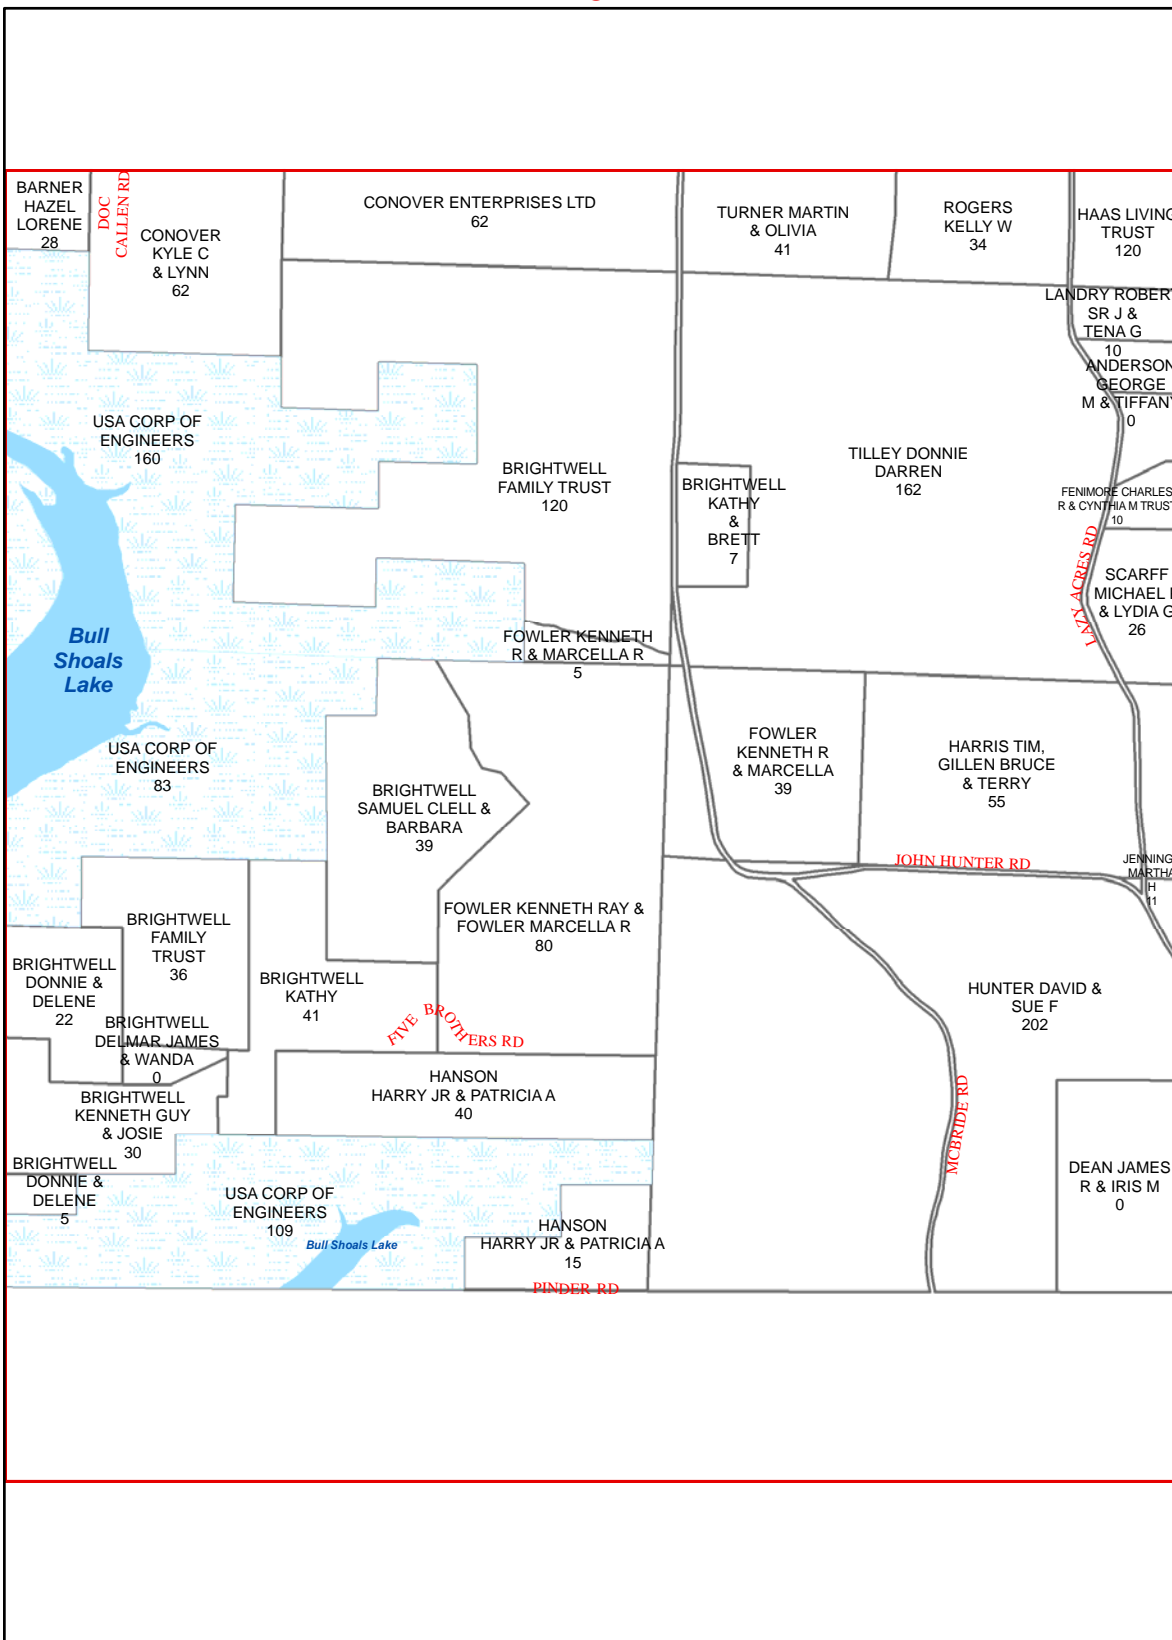 BARNER
HAZEL
LORENE
28
DOC
CALLEN RD
CONOVER
KYLE C
& LYNN
62
CONOVER ENTERPRISES LTD
62
TURNER MARTIN
& OLIVIA
41
ROGERS
KELLY W
34
HAAS LIVING
TRUST
120
LANDRY ROBERT
SR J &
TENA G
10
ANDERSON
GEORGE
M & TIFFANY
0
USA CORP OF
ENGINEERS
160
BRIGHTWELL
FAMILY TRUST
120
BRIGHTWELL
KATHY
&
BRETT
7
TILLEY DONNIE
DARREN
162
FENIMORE CHARLES
R & CYNTHIA M TRUST
10
LAZY ACRES RD
SCARFF
MICHAEL
& LYDIA G
26
Bull
Shoals
Lake
FOWLER KENNETH
R & MARCELLA R
5
USA CORP OF
ENGINEERS
83
BRIGHTWELL
SAMUEL CLELL &
BARBARA
39
FOWLER
KENNETH R
& MARCELLA
39
HARRIS TIM,
GILLEN BRUCE
& TERRY
55
JOHN HUNTER RD
JENNING
MARTHA
H
11
BRIGHTWELL
FAMILY
TRUST
36
FOWLER KENNETH RAY &
FOWLER MARCELLA R
80
BRIGHTWELL
DONNIE &
DELENE
22
BRIGHTWELL
KATHY
41
HUNTER DAVID &
SUE F
202
BRIGHTWELL
DELMAR JAMES
& WANDA
0
FIVE BROTHERS RD
HANSON
HARRY JR & PATRICIA A
40
BRIGHTWELL
KENNETH GUY
& JOSIE
30
MCBRIDE RD
BRIGHTWELL
DONNIE &
DELENE
5
USA CORP OF
ENGINEERS
109
Bull Shoals Lake
HANSON
HARRY JR & PATRICIA A
15
DEAN JAMES
R & IRIS M
0
PINDER RD